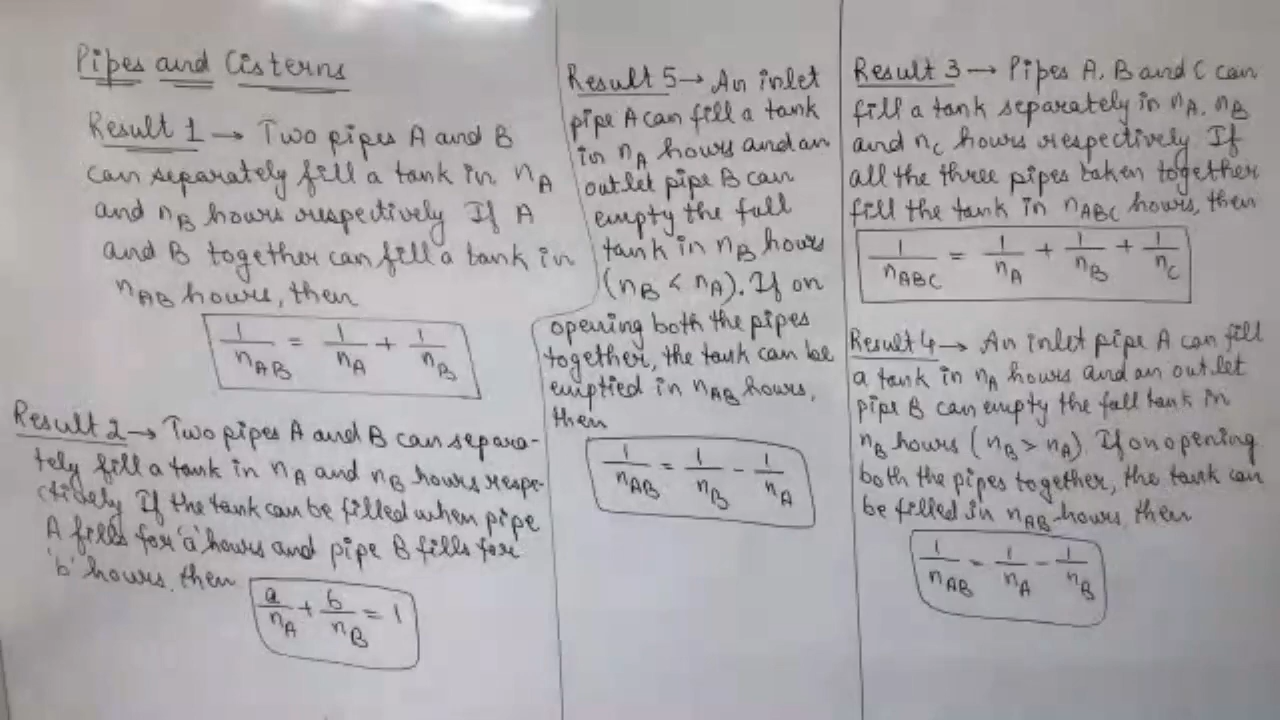 Pipes and Cisterns
Result 1 → Two pipes A and B
can separately fill a tank in nA
and nB hours respectively If A
and B together can fill a tank in
nAB hours, then
1/nAB = 1/nA + 1/nB
Result 2 → Two pipes A and B can separa-
tely fill a tank in nA and nB hours respe-
ctively If the tank can be filled when pipe
A fills for 'a' hours and pipe B fills for
'b' hours, then
a/nA + b/nB = 1
Result 5 → An inlet
pipe A can fill a tank
in nA hours and an
outlet pipe B can
empty the full
tank in nB hours
(nB < nA). If on
opening both the pipes
together, the tank can be
emptied in nAB hours,
then
1/nAB = 1/nB - 1/nA
Result 3 → Pipes A, B and C can
fill a tank separately in nA, nB
and nC hours respectively If
all the three pipes taken together
fill the tank in nABC hours, then
1/nABC = 1/nA + 1/nB + 1/nC
Result 4 → An inlet pipe A can fill
a tank in nA hours and an outlet
pipe B can empty the full tank in
nB hours (nB > nA). If on opening
both the pipes together, the tank can
be filled in nAB hours, then
1/nAB = 1/nA - 1/nB